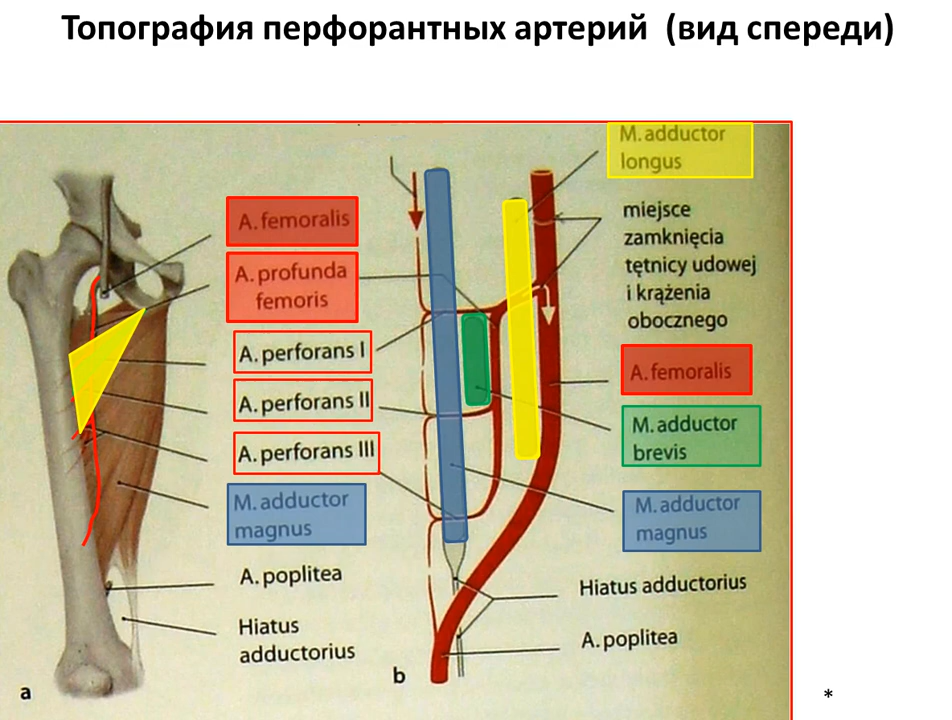 Топография перфорантных артерий (вид спереди)
A. femoralis
A. profunda
femoris
A. perforans I
A. perforans II
A. perforans III
M. adductor
magnus
A. poplitea
Hiatus
adductorius
a
M. adductor
longus
miejsce
zamknięcia
tętnicy udowej
i krążenia
obocznego
A. femoralis
M. adductor
brevis
M. adductor
magnus
Hiatus adductorius
A. poplitea
b
*